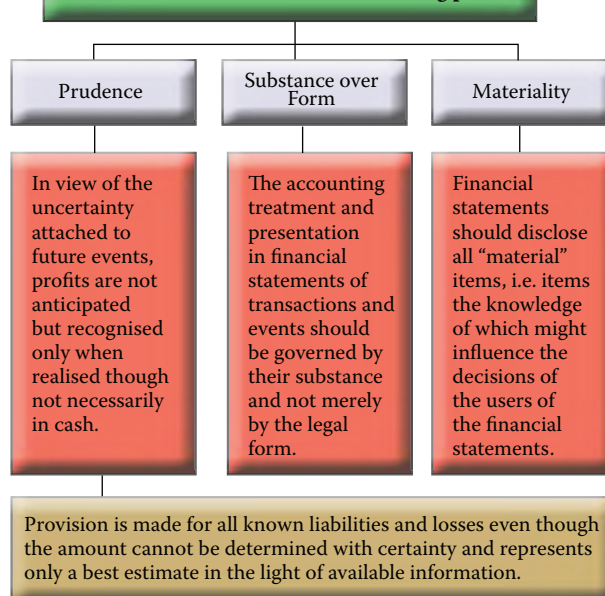 Prudence
Substance over
Form
Materiality
In view of the
uncertainty
attached to
future events,
profits are not
anticipated
but recognised
only when
realised though
not necessarily
in cash.
The accounting
treatment and
presentation
in financial
statements of
transactions and
events should
be governed by
their substance
and not merely
by the legal
form.
Financial
statements
should disclose
all “material”
items, i.e. items
the knowledge
of which might
influence the
decisions of
the users of
the financial
statements.
Provision is made for all known liabilities and losses even though
the amount cannot be determined with certainty and represents
only a best estimate in the light of available information.